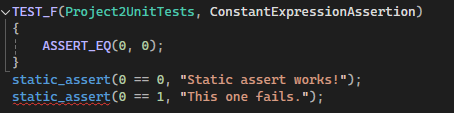 TEST_F(Project2UnitTests, ConstantExpressionAssertion)
{
    ASSERT_EQ(0, 0);
}
static_assert(0 == 0, "Static assert works!");
static_assert(0 == 1, "This one fails.");